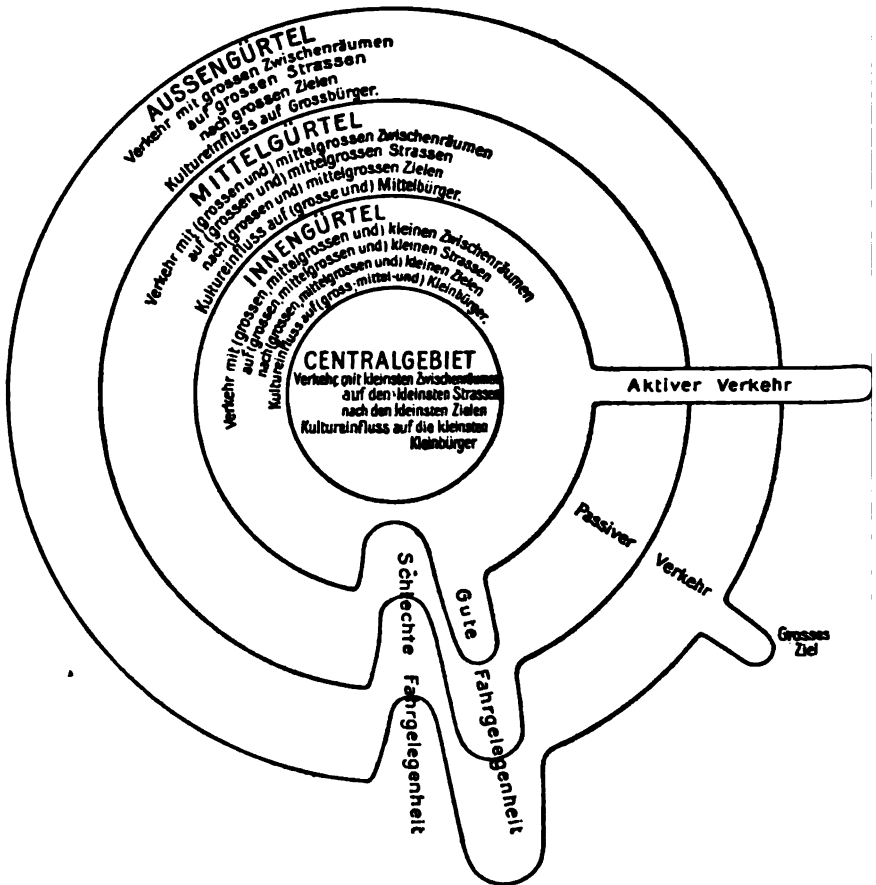 AUSSENGÜRTEL
Verkehr mit grossen Zwischenräumen
auf grossen Strassen
nach grossen Zielen
Kultureinfluss auf Grossbürger.
MITTELGÜRTEL
Verkehr mit (grossen und) mittelgrossen Zwischenräumen
auf (grossen und) mittelgrossen Strassen
nach (grossen und) mittelgrossen Zielen
Kultureinfluss auf (grosse und) Mittelbürger.
INNENGÜRTEL
Verkehr mit (grossen, mittelgrossen und) kleinen Zwischenräumen
auf (grossen, mittelgrossen und) kleinen Strassen
nach (grossen, mittelgrossen und) kleinen Zielen
Kultureinfluss auf (gross-, mittel- und) Kleinbürger.
CENTRALGEBIET
Verkehr mit kleinsten Zwischenräumen
auf den kleinsten Strassen
nach den kleinsten Zielen
Kultureinfluss auf die kleinsten
Kleinbürger
Aktiver Verkehr
Passiver Verkehr
Grosses
Ziel
Schlechte Fahrgelegenheit
Gute Fahrgelegenheit